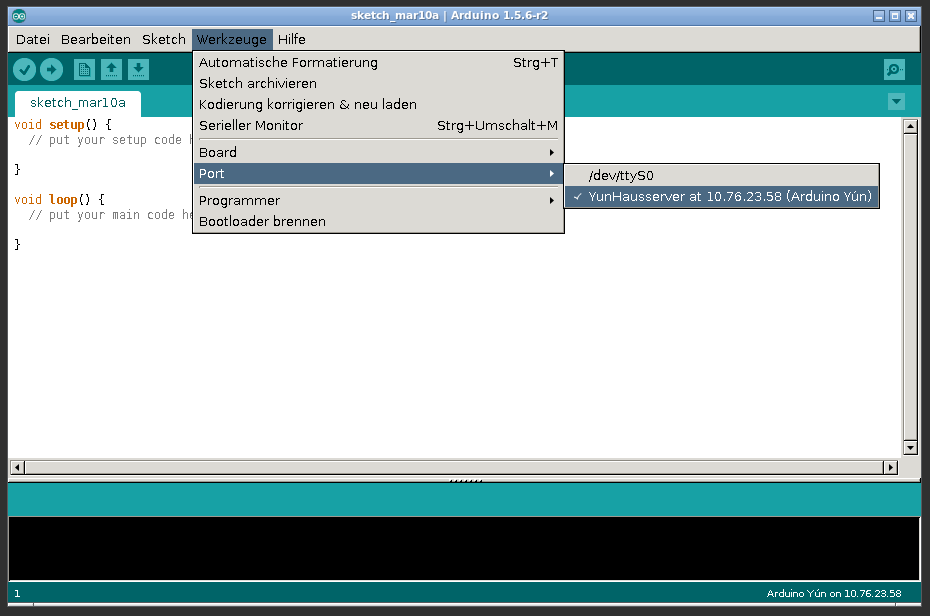 sketch_mar10a | Arduino 1.5.6-r2
Datei Bearbeiten Sketch Werkzeuge Hilfe
Automatische Formatierung Strg+T
Sketch archivieren
Kodierung korrigieren & neu laden
Serieller Monitor Strg+Umschalt+M
Board
Port
Programmer
Bootloader brennen
/dev/ttyS0
✓ YunHausserver at 10.76.23.58 (Arduino Yún)
sketch_mar10a
void setup() {
// put your setup code
}
void loop() {
// put your main code
}
1 Arduino Yún on 10.76.23.58